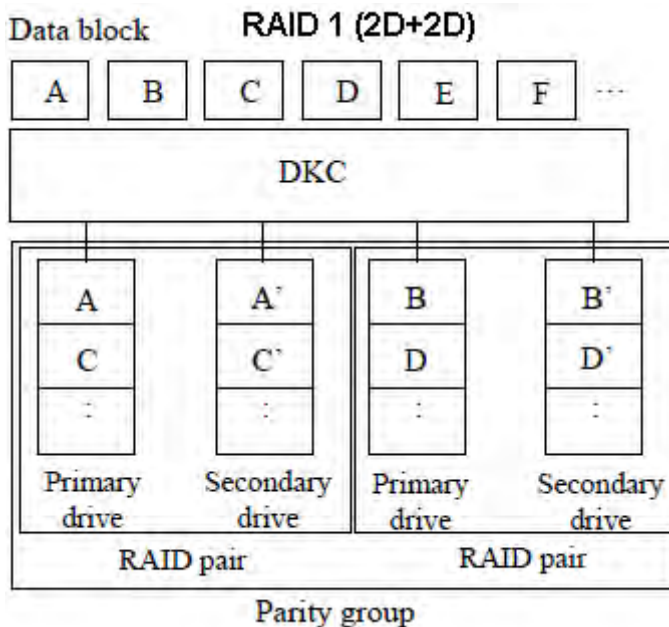 Data block RAID 1 (2D+2D)
A B C D E F ...
DKC
A A’ B B’
C C’ D D’
: : : :
Primary drive Secondary drive Primary drive Secondary drive
RAID pair RAID pair
Parity group